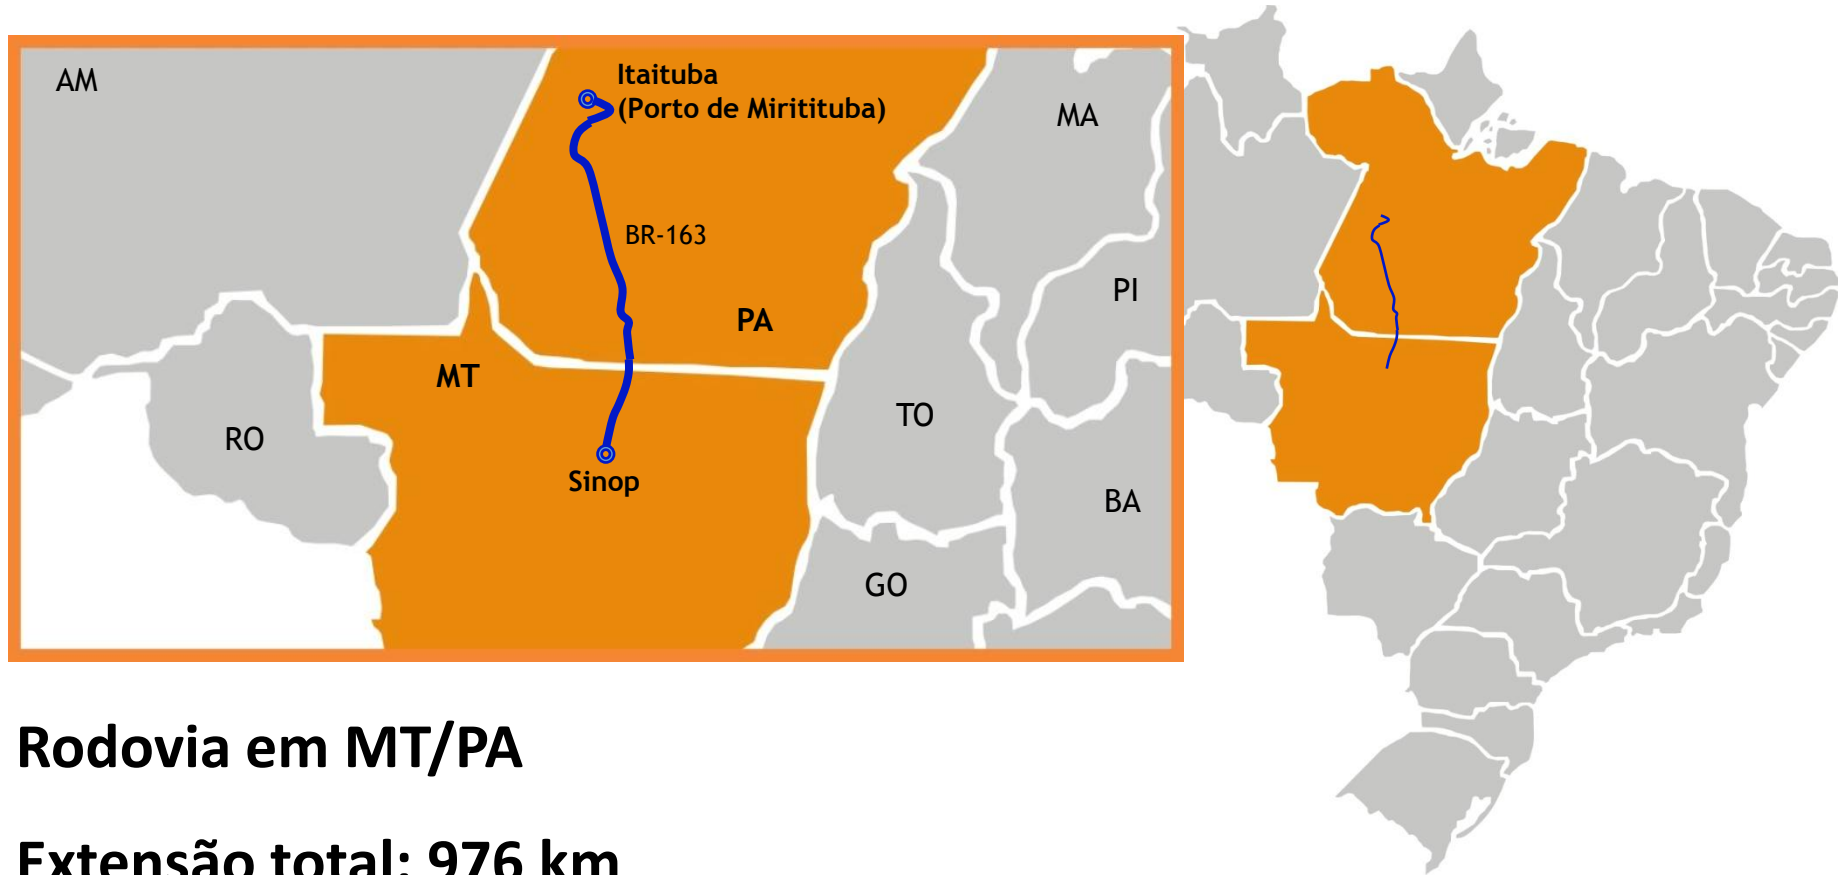 AM
Itaituba
(Porto de Miritituba)
MA
BR-163
PI
PA
MT
TO
RO
Sinop
BA
GO
Rodovia em MT/PA
Extensão total: 976 km